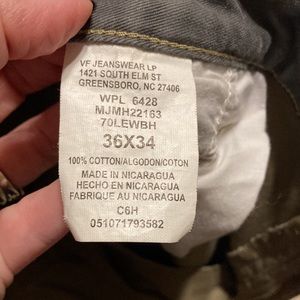 VF JEANSWEAR LP
1421 SOUTH ELM ST
GREENSBORO, NC 27406
WPL 6428
MJMH22163
70LEWBH
36X34
100% COTTON/ALGODON/COTON
MADE IN NICARAGUA
HECHO EN NICARAGUA
FABRIQUE AU NICARAGUA
C6H
051071793582